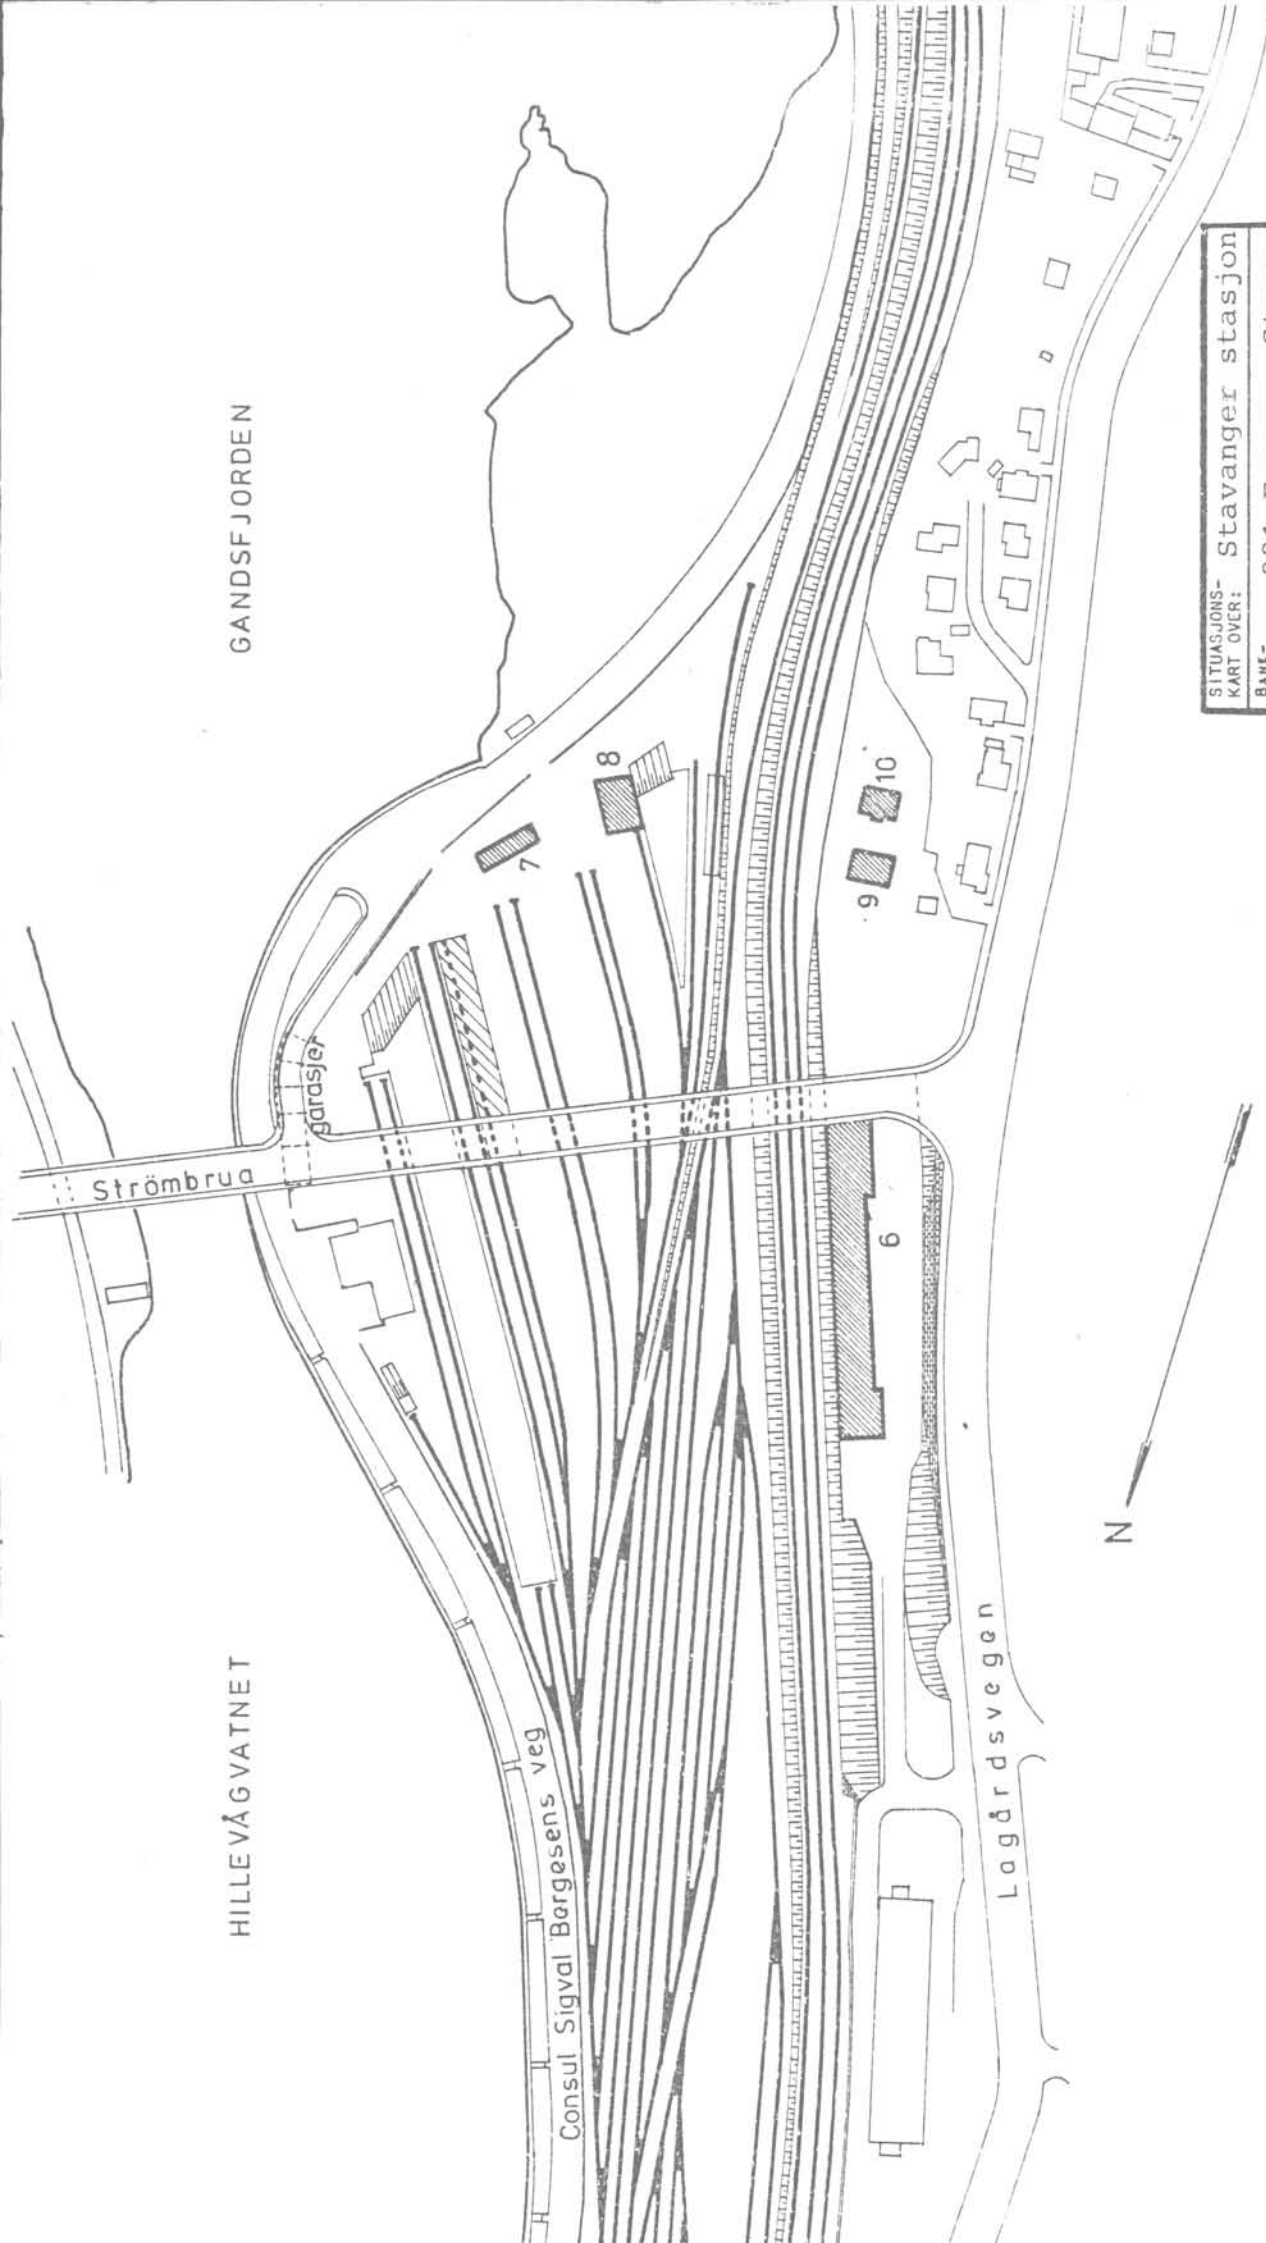 GANDSFJORDEN
HILLEVÅGVATNET
Strömbrua
garasjer
Consul Sigval Bergesens veg
Lagårdsvegen
6
7
8
9
10
N
SITUASJONS-
KART OVER: Stavanger stasjon
BANE-